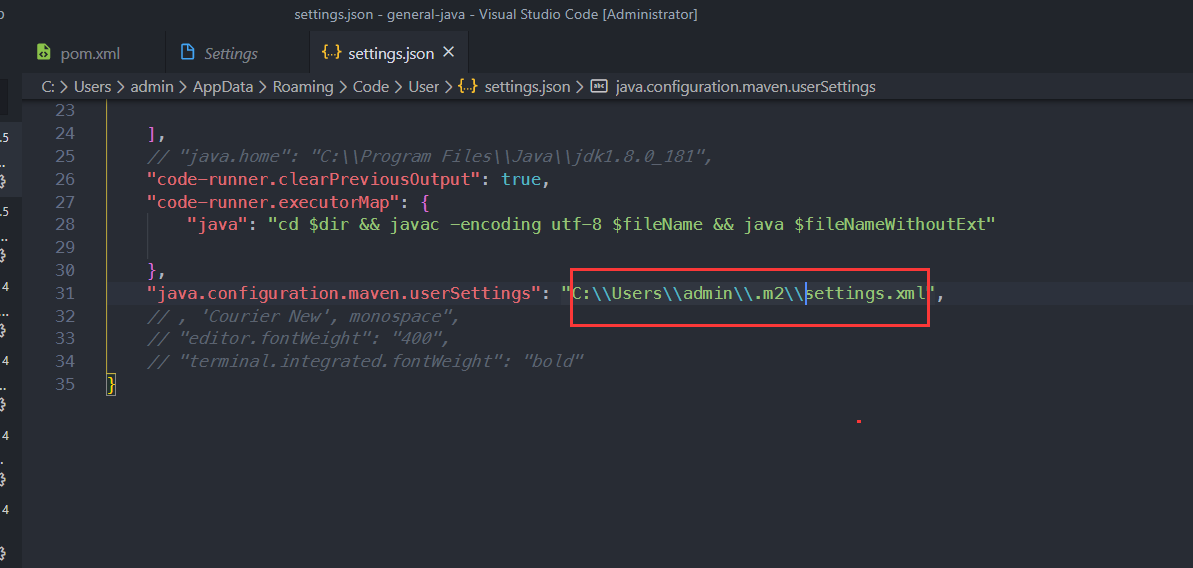 settings.json - general-java - Visual Studio Code [Administrator]
pom.xml Settings {..} settings.json ×
C: > Users > admin > AppData > Roaming > Code > User > {..} settings.json > abc java.configuration.maven.userSettings
23
24 ],
25 // "java.home": "C:\\Program Files\\Java\\jdk1.8.0_181",
26 "code-runner.clearPreviousOutput": true,
27 "code-runner.executorMap": {
28 "java": "cd $dir && javac -encoding utf-8 $fileName && java $fileNameWithoutExt"
29
30 },
31 "java.configuration.maven.userSettings": "C:\\Users\\admin\\.m2\\settings.xml",
32 // , 'Courier New', monospace",
33 // "editor.fontWeight": "400",
34 // "terminal.integrated.fontWeight": "bold"
35 }